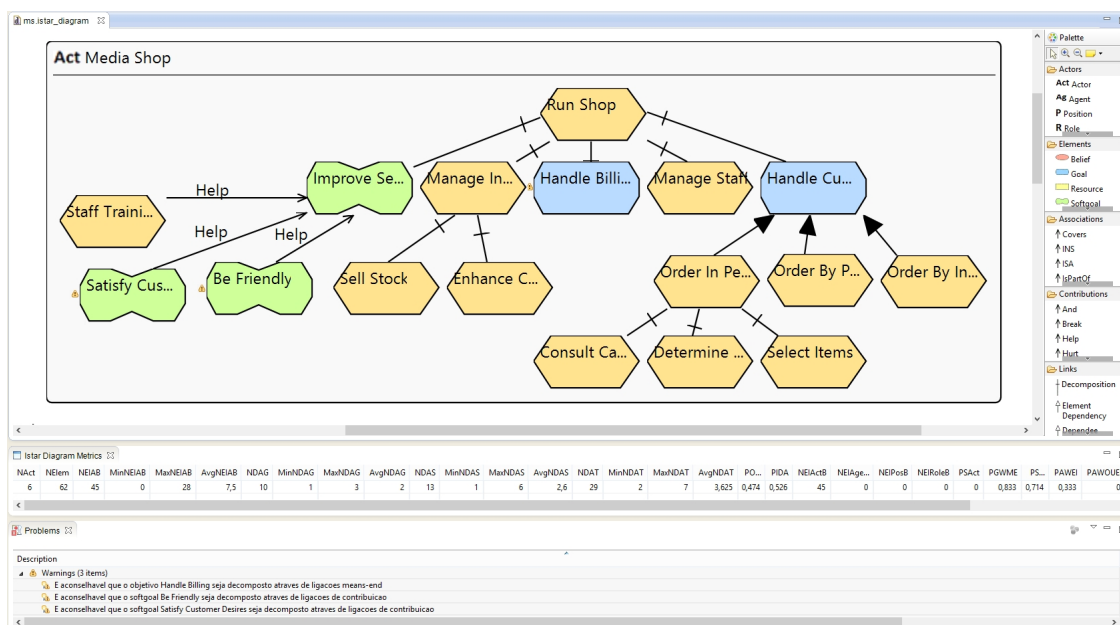 ms.istar_diagram
Act Media Shop
Run Shop
Improve Se...
Manage In...
Handle Billi...
Manage Staff
Handle Cu...
Help
Staff Traini...
Help
Help
Satisfy Cus...
Be Friendly
Sell Stock
Enhance C...
Order In Pe...
Order By P...
Order By In...
Consult Ca...
Determine ...
Select Items
Palette
Actors
Act Actor
Ag Agent
P Position
R Role
Elements
Belief
Goal
Resource
Softgoal
Associations
Covers
INS
ISA
IsPartOf
Contributions
And
Break
Help
Hurt
Links
Decomposition
Element
Dependency
Dependee
Istar Diagram Metrics
NAct NElem NEIAB MinNEIAB MaxNEIAB AvgNEIAB NDAG MinNDAG MaxNDAG AvgNDAG NDAS MinNDAS MaxNDAS AvgNDAS NDAT MinNDAT MaxNDAT AvgNDAT PO... PIDA NEIActB NEIAge... NEIPosB NEIRoleB PSAct PGWME PS... PAWEI PAWOUE
6 62 45 0 28 7,5 10 1 3 2 13 1 6 2,6 29 2 7 3,625 0,474 0,526 45 0 0 0 0 0,833 0,714 0,333 0
Problems
Description
Warnings (3 items)
E aconselhavel que o objetivo Handle Billing seja decomposto atraves de ligacoes means-end
E aconselhavel que o softgoal Be Friendly seja decomposto atraves de ligacoes de contribuicao
E aconselhavel que o softgoal Satisfy Customer Desires seja decomposto atraves de ligacoes de contribuicao